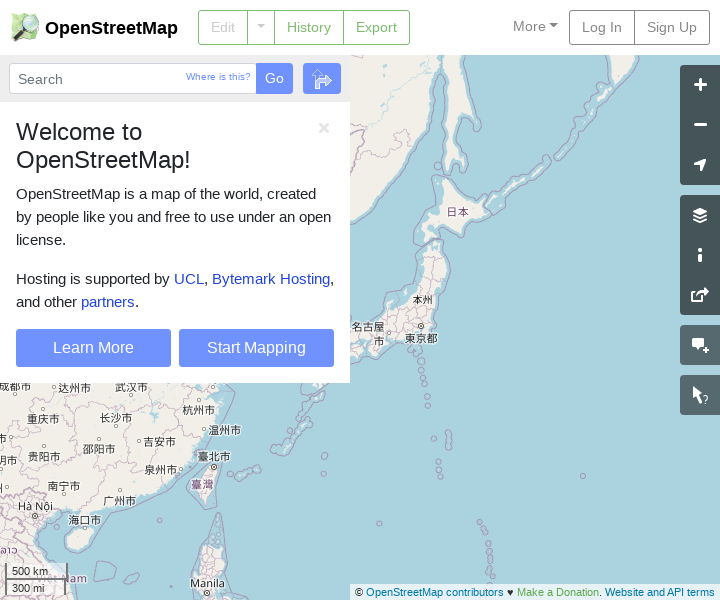 OpenStreetMap
Edit
History
Export
More
Log In
Sign Up
Search
Where is this?
Go
Welcome to
OpenStreetMap!
OpenStreetMap is a map of the world, created
by people like you and free to use under an open
license.
Hosting is supported by UCL, Bytemark Hosting,
and other partners.
Learn More
Start Mapping
日本
本州
名古屋
市
東京都
成都市
达州市
武汉市
杭州市
重庆市
长沙市
温州市
贵阳市
邵阳市
吉安市
臺北市
泉州市
南宁市
臺灣
广州市
Hà Nội
海口市
Việt Nam
Manila
500 km
300 mi
© OpenStreetMap contributors ♥ Make a Donation. Website and API terms